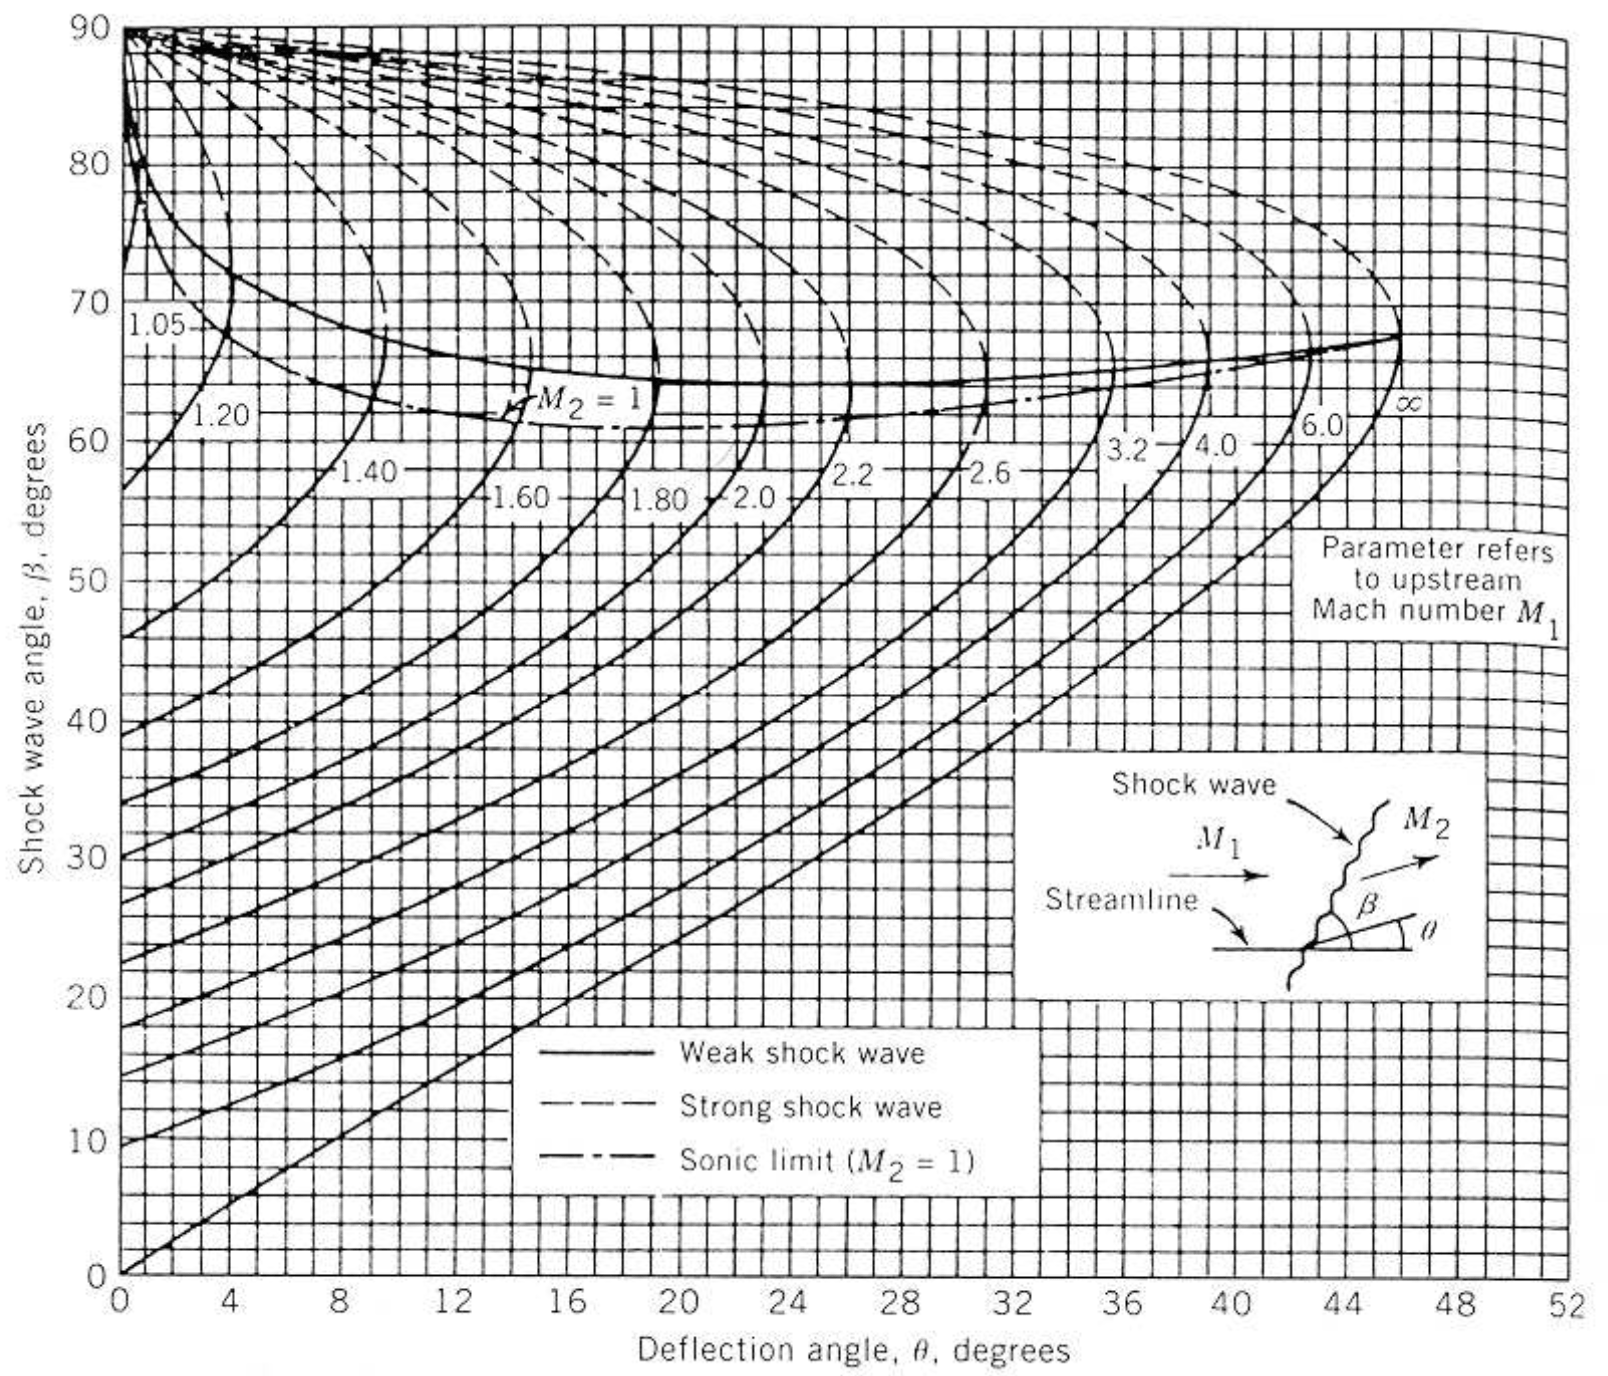 90
80
70
60
50
40
30
20
10
0
Shock wave angle, β, degrees
1.05
1.20
1.40
1.60
1.80
2.0
2.2
2.6
3.2
4.0
6.0
∞
M₂ = 1
Parameter refers
to upstream
Mach number M₁
Shock wave
M₁
M₂
Streamline
β
θ
Weak shock wave
Strong shock wave
Sonic limit (M₂ = 1)
0 4 8 12 16 20 24 28 32 36 40 44 48 52
Deflection angle, θ, degrees